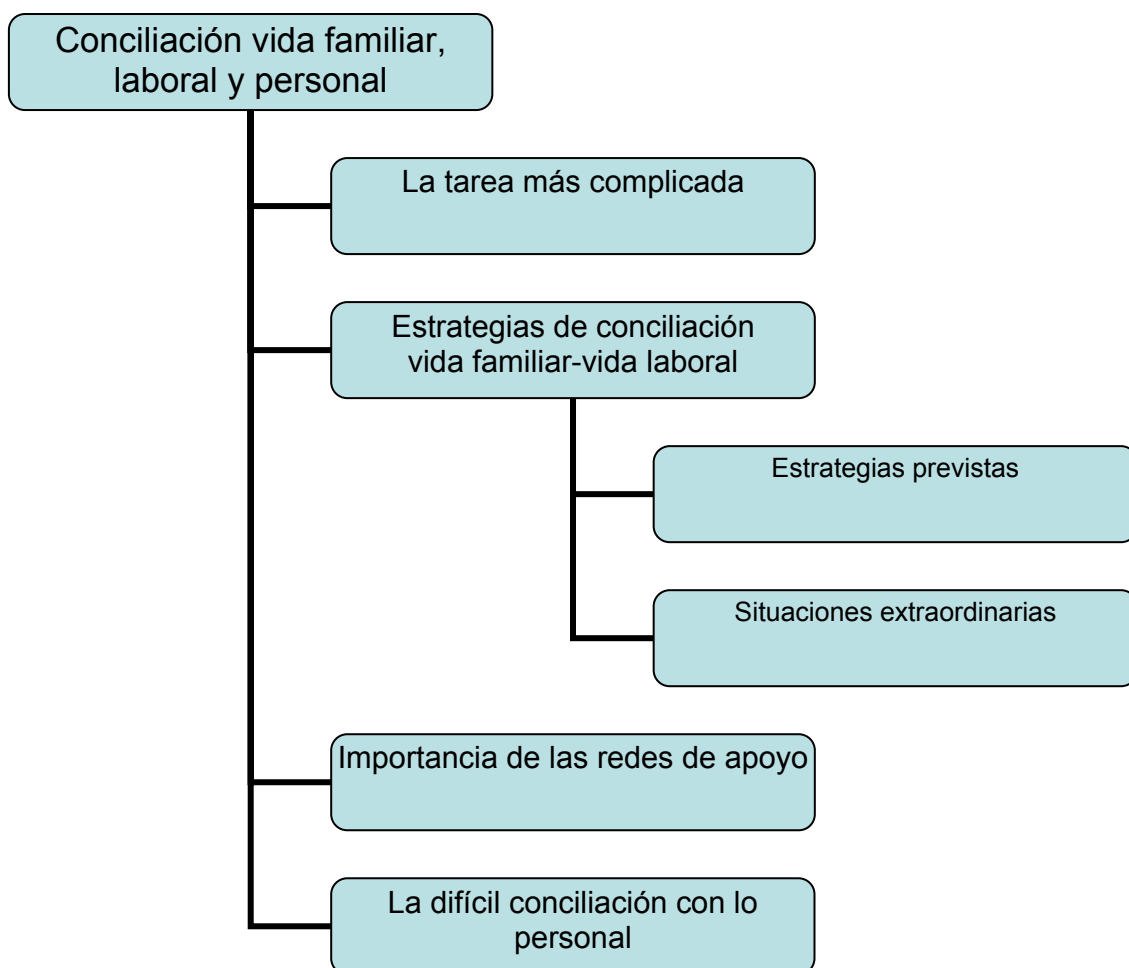 Conciliación vida familiar,
laboral y personal
La tarea más complicada
Estrategias de conciliación
vida familiar-vida laboral
Estrategias previstas
Situaciones extraordinarias
Importancia de las redes de apoyo
La difícil conciliación con lo
personal